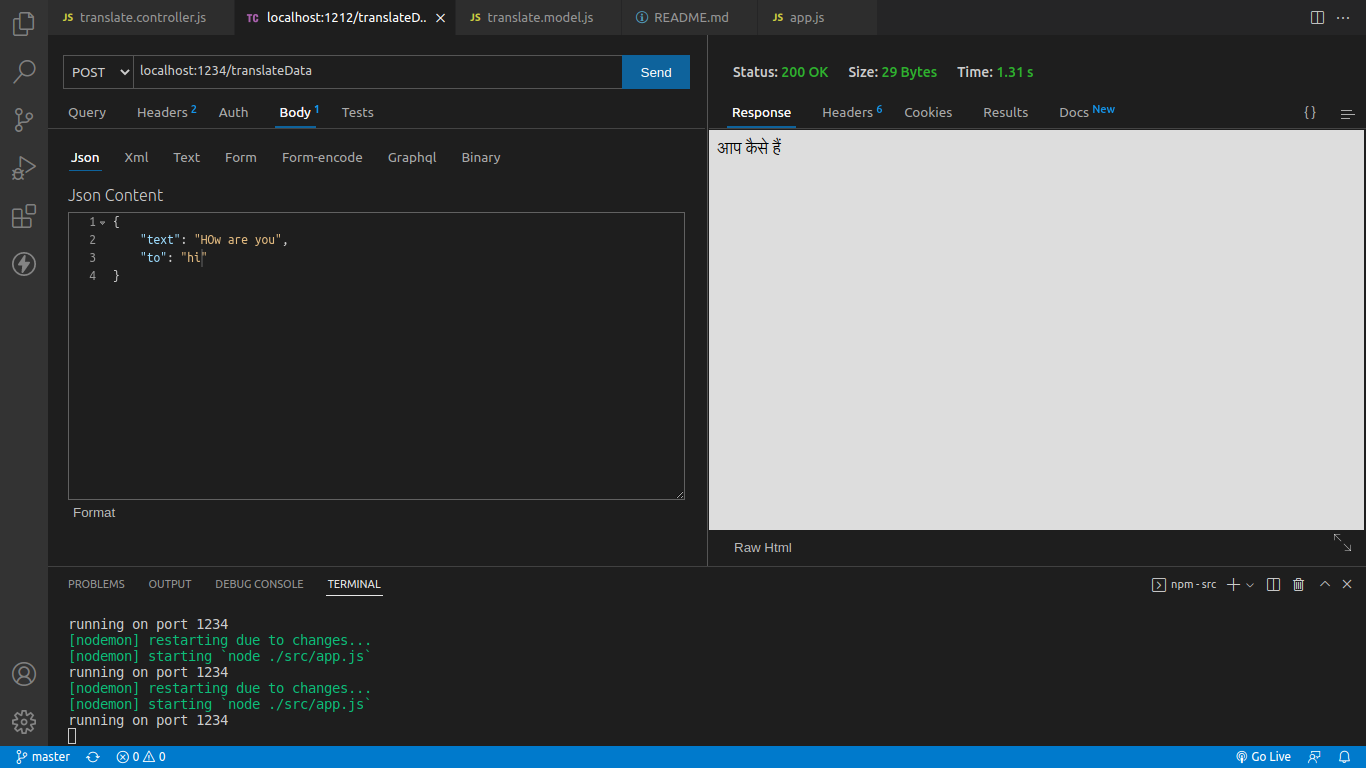 JS translate.controller.js
TC localhost:1212/translateD..
JS translate.model.js
README.md
JS app.js
POST localhost:1234/translateData Send
Query Headers 2 Auth Body 1 Tests
Json Xml Text Form Form-encode Graphql Binary
Json Content
1 {
2 "text": "HOw are you",
3 "to": "hi"
4 }
Format
Status: 200 OK Size: 29 Bytes Time: 1.31 s
Response Headers 6 Cookies Results Docs New {}
आप कैसे हैं
Raw Html
PROBLEMS OUTPUT DEBUG CONSOLE TERMINAL
npm - src
running on port 1234
[nodemon] restarting due to changes...
[nodemon] starting `node ./src/app.js`
running on port 1234
[nodemon] restarting due to changes...
[nodemon] starting `node ./src/app.js`
running on port 1234
master 0 0 Go Live